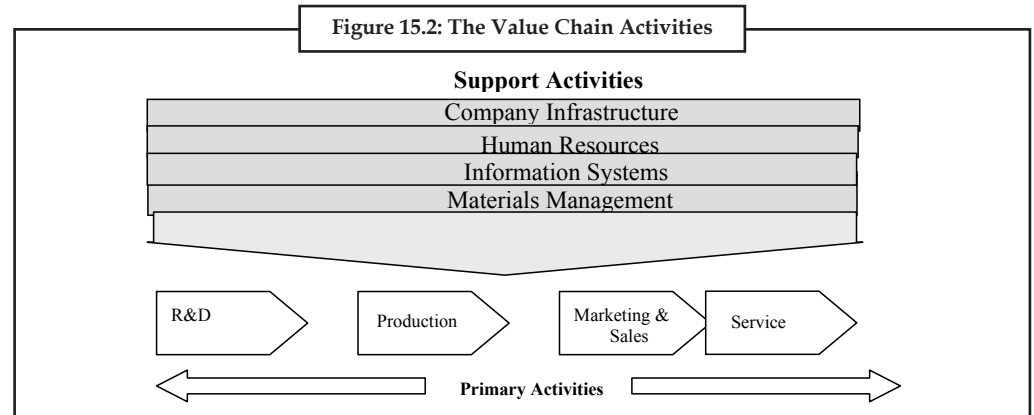 Figure 15.2: The Value Chain Activities
Support Activities
Company Infrastructure
Human Resources
Information Systems
Materials Management
R&D
Production
Marketing &
Sales
Service
Primary Activities